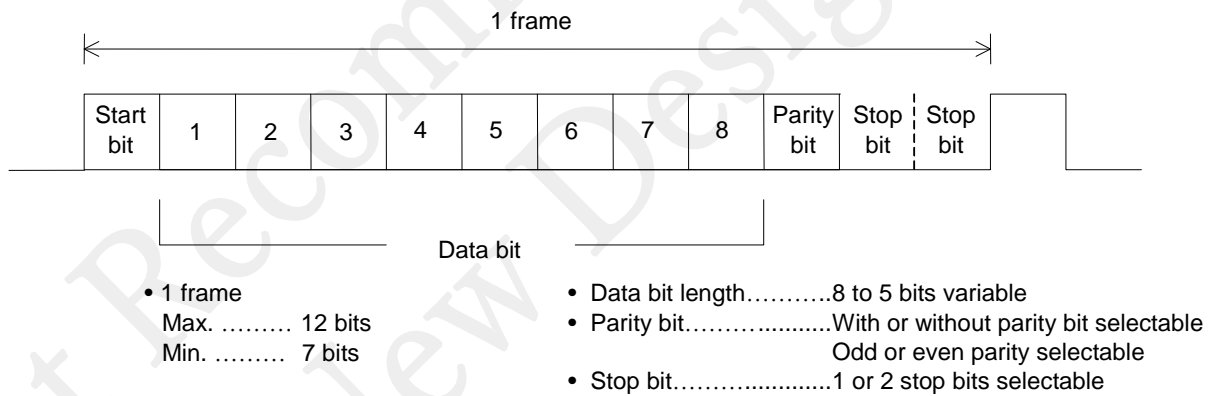 1 frame
Start bit 1 2 3 4 5 6 7 8 Parity bit Stop bit Stop bit
Data bit
• 1 frame
Max. ……… 12 bits
Min. ……… 7 bits
• Data bit length………..8 to 5 bits variable
• Parity bit………...........With or without parity bit selectable
Odd or even parity selectable
• Stop bit………..............1 or 2 stop bits selectable